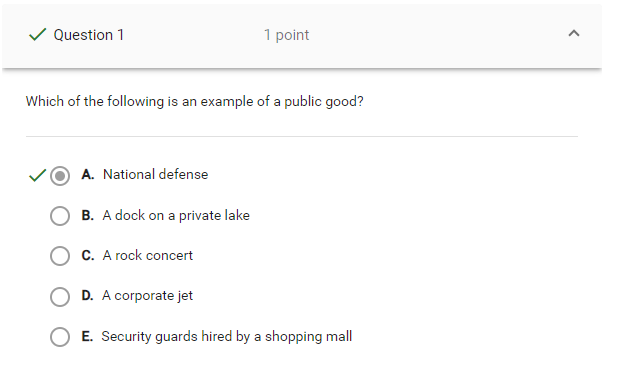 Question 1 1 point
Which of the following is an example of a public good?
A. National defense
B. A dock on a private lake
C. A rock concert
D. A corporate jet
E. Security guards hired by a shopping mall